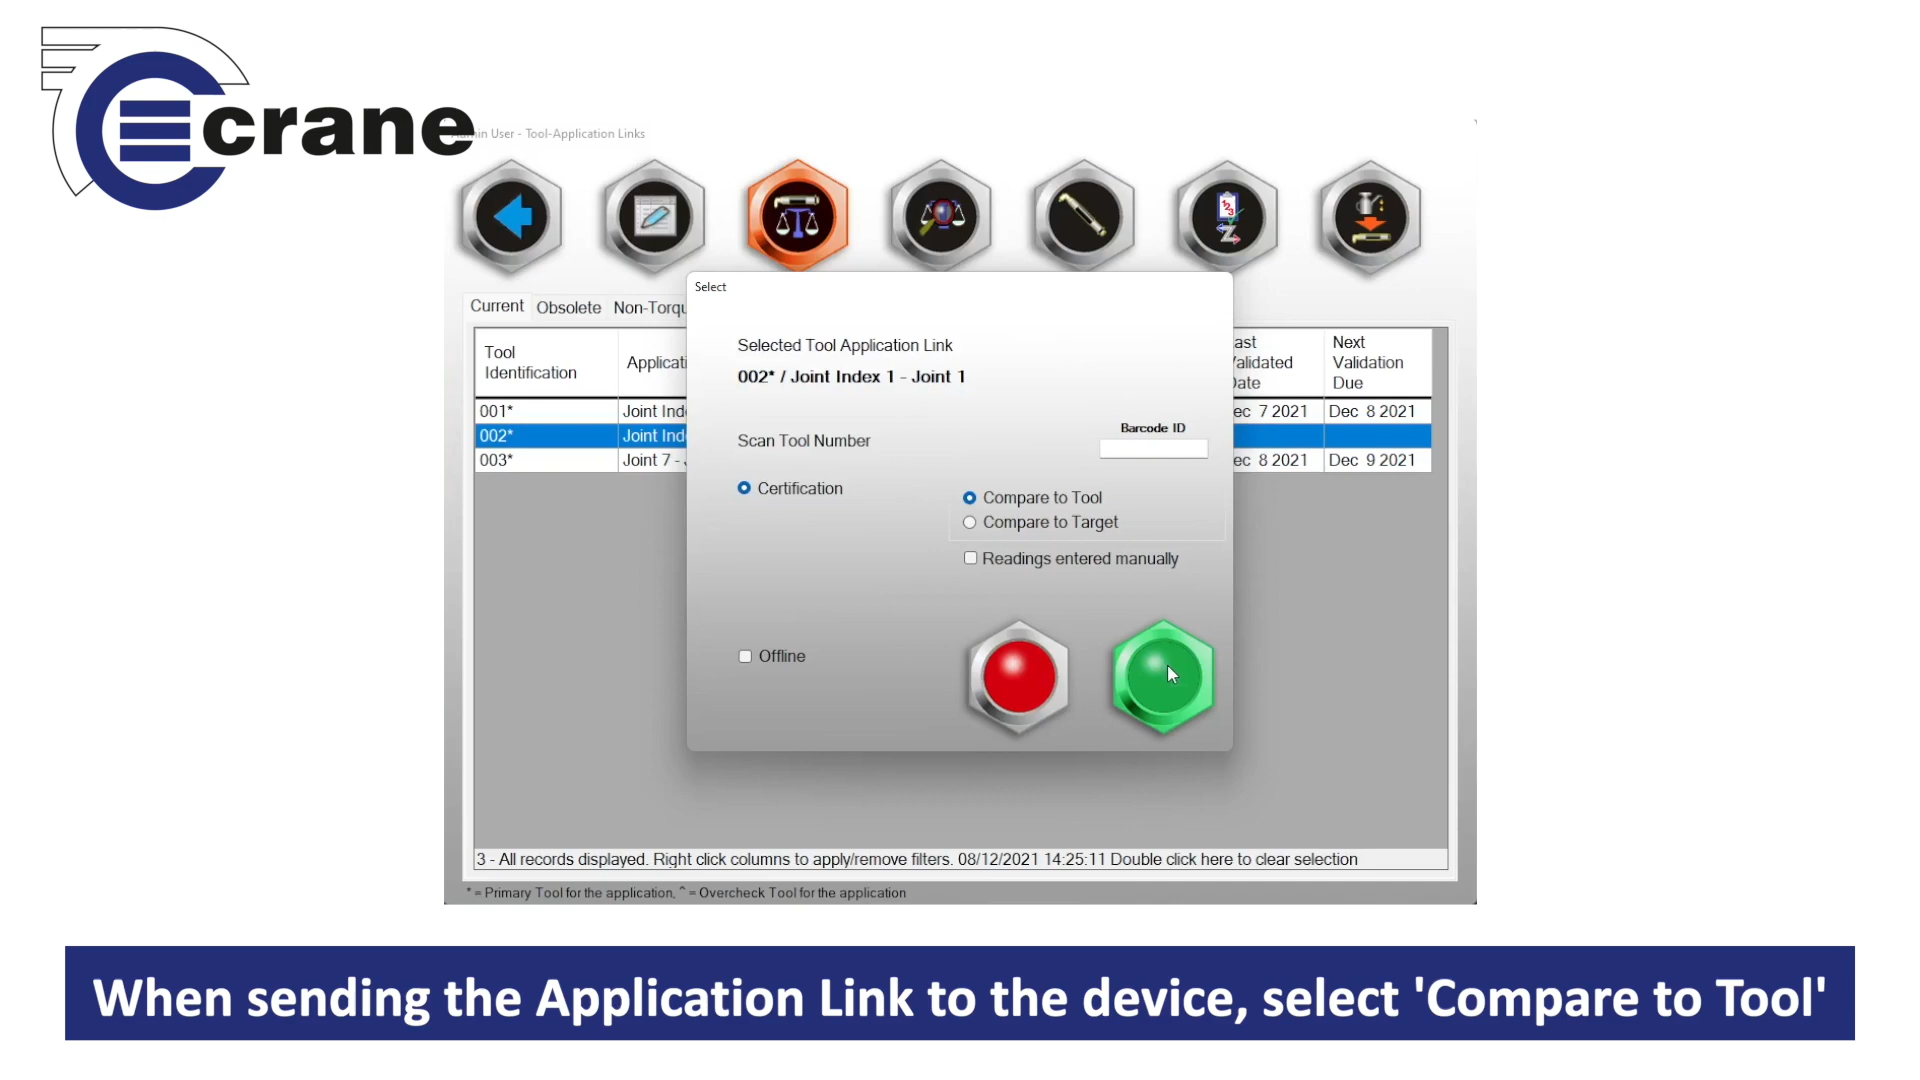 crane
Admin User - Tool-Application Links
Select
Current Obsolete Non-Torqu
Selected Tool Application Link
002* / Joint Index 1 - Joint 1
Tool
Identification
Applicati
ast
Validated
Date
Next
Validation
Due
001* Joint Ind ec 7 2021 Dec 8 2021
002* Joint Ind
003* Joint 7 - ec 8 2021 Dec 9 2021
Scan Tool Number
Barcode ID
Certification
Compare to Tool
Compare to Target
Readings entered manually
Offline
3 - All records displayed. Right click columns to apply/remove filters. 08/12/2021 14:25:11 Double click here to clear selection
* = Primary Tool for the application, ^ = Overcheck Tool for the application
When sending the Application Link to the device, select 'Compare to Tool'